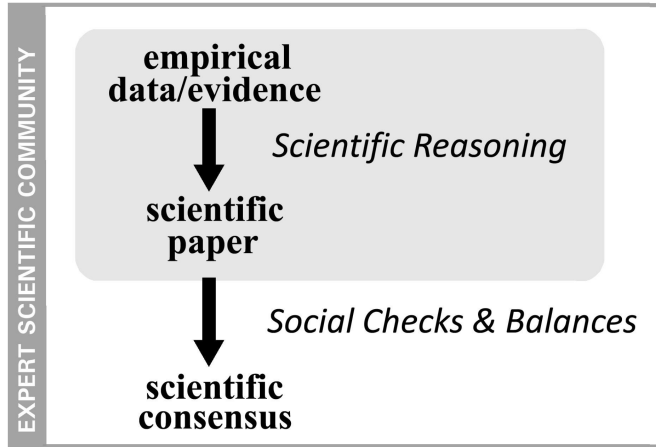 EXPERT SCIENTIFIC COMMUNITY
empirical
data/evidence
Scientific Reasoning
scientific
paper
Social Checks & Balances
scientific
consensus